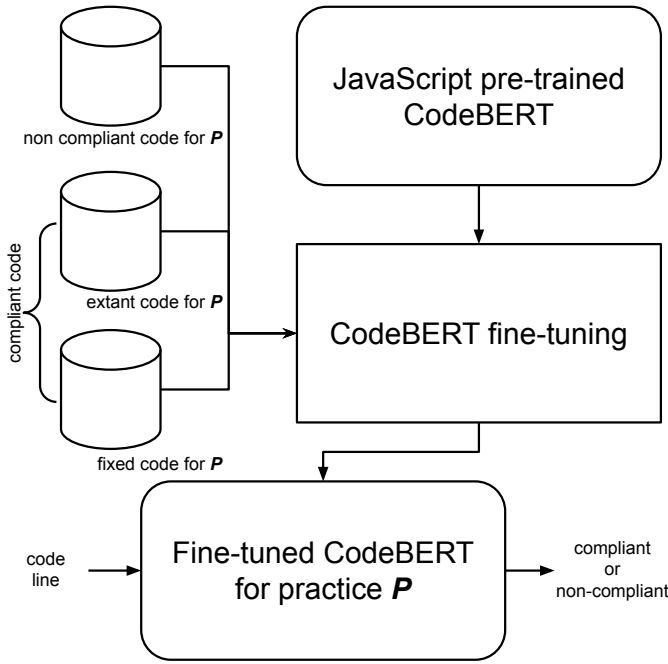 JavaScript pre-trained
CodeBERT
non compliant code for P
compliant code
extant code for P
CodeBERT fine-tuning
fixed code for P
code
line
Fine-tuned CodeBERT
for practice P
compliant
or
non-compliant